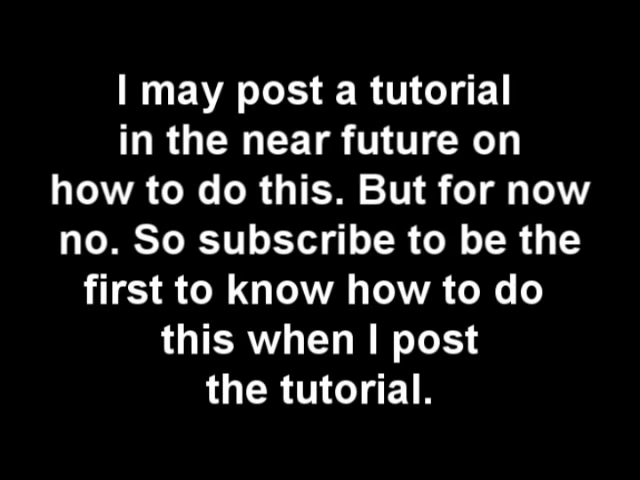 I may post a tutorial
in the near future on
how to do this. But for now
no. So subscribe to be the
first to know how to do
this when I post
the tutorial.